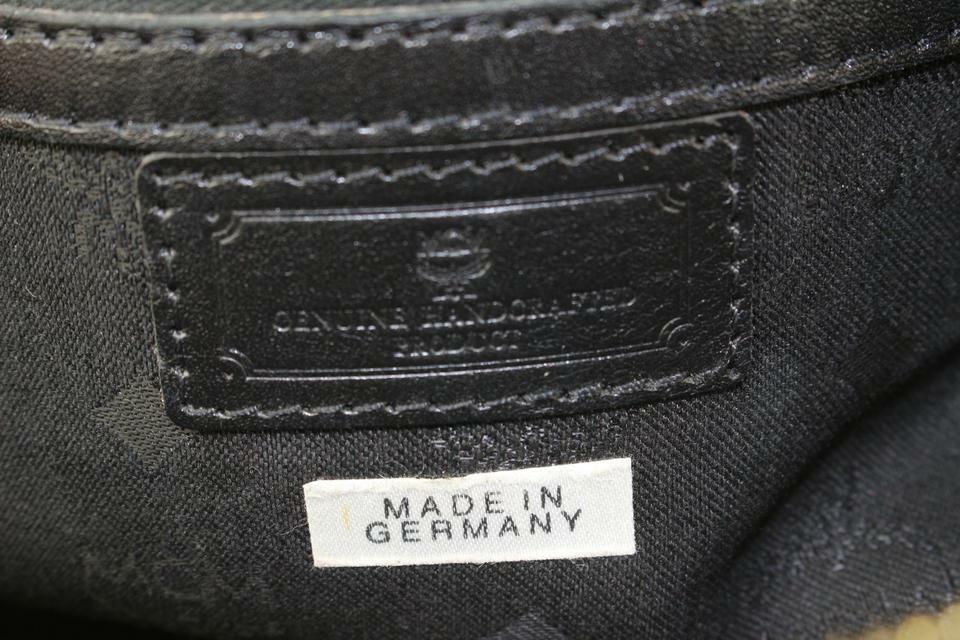 GENUINE HANDCRAFTED
PRODUCT
MADE IN
GERMANY